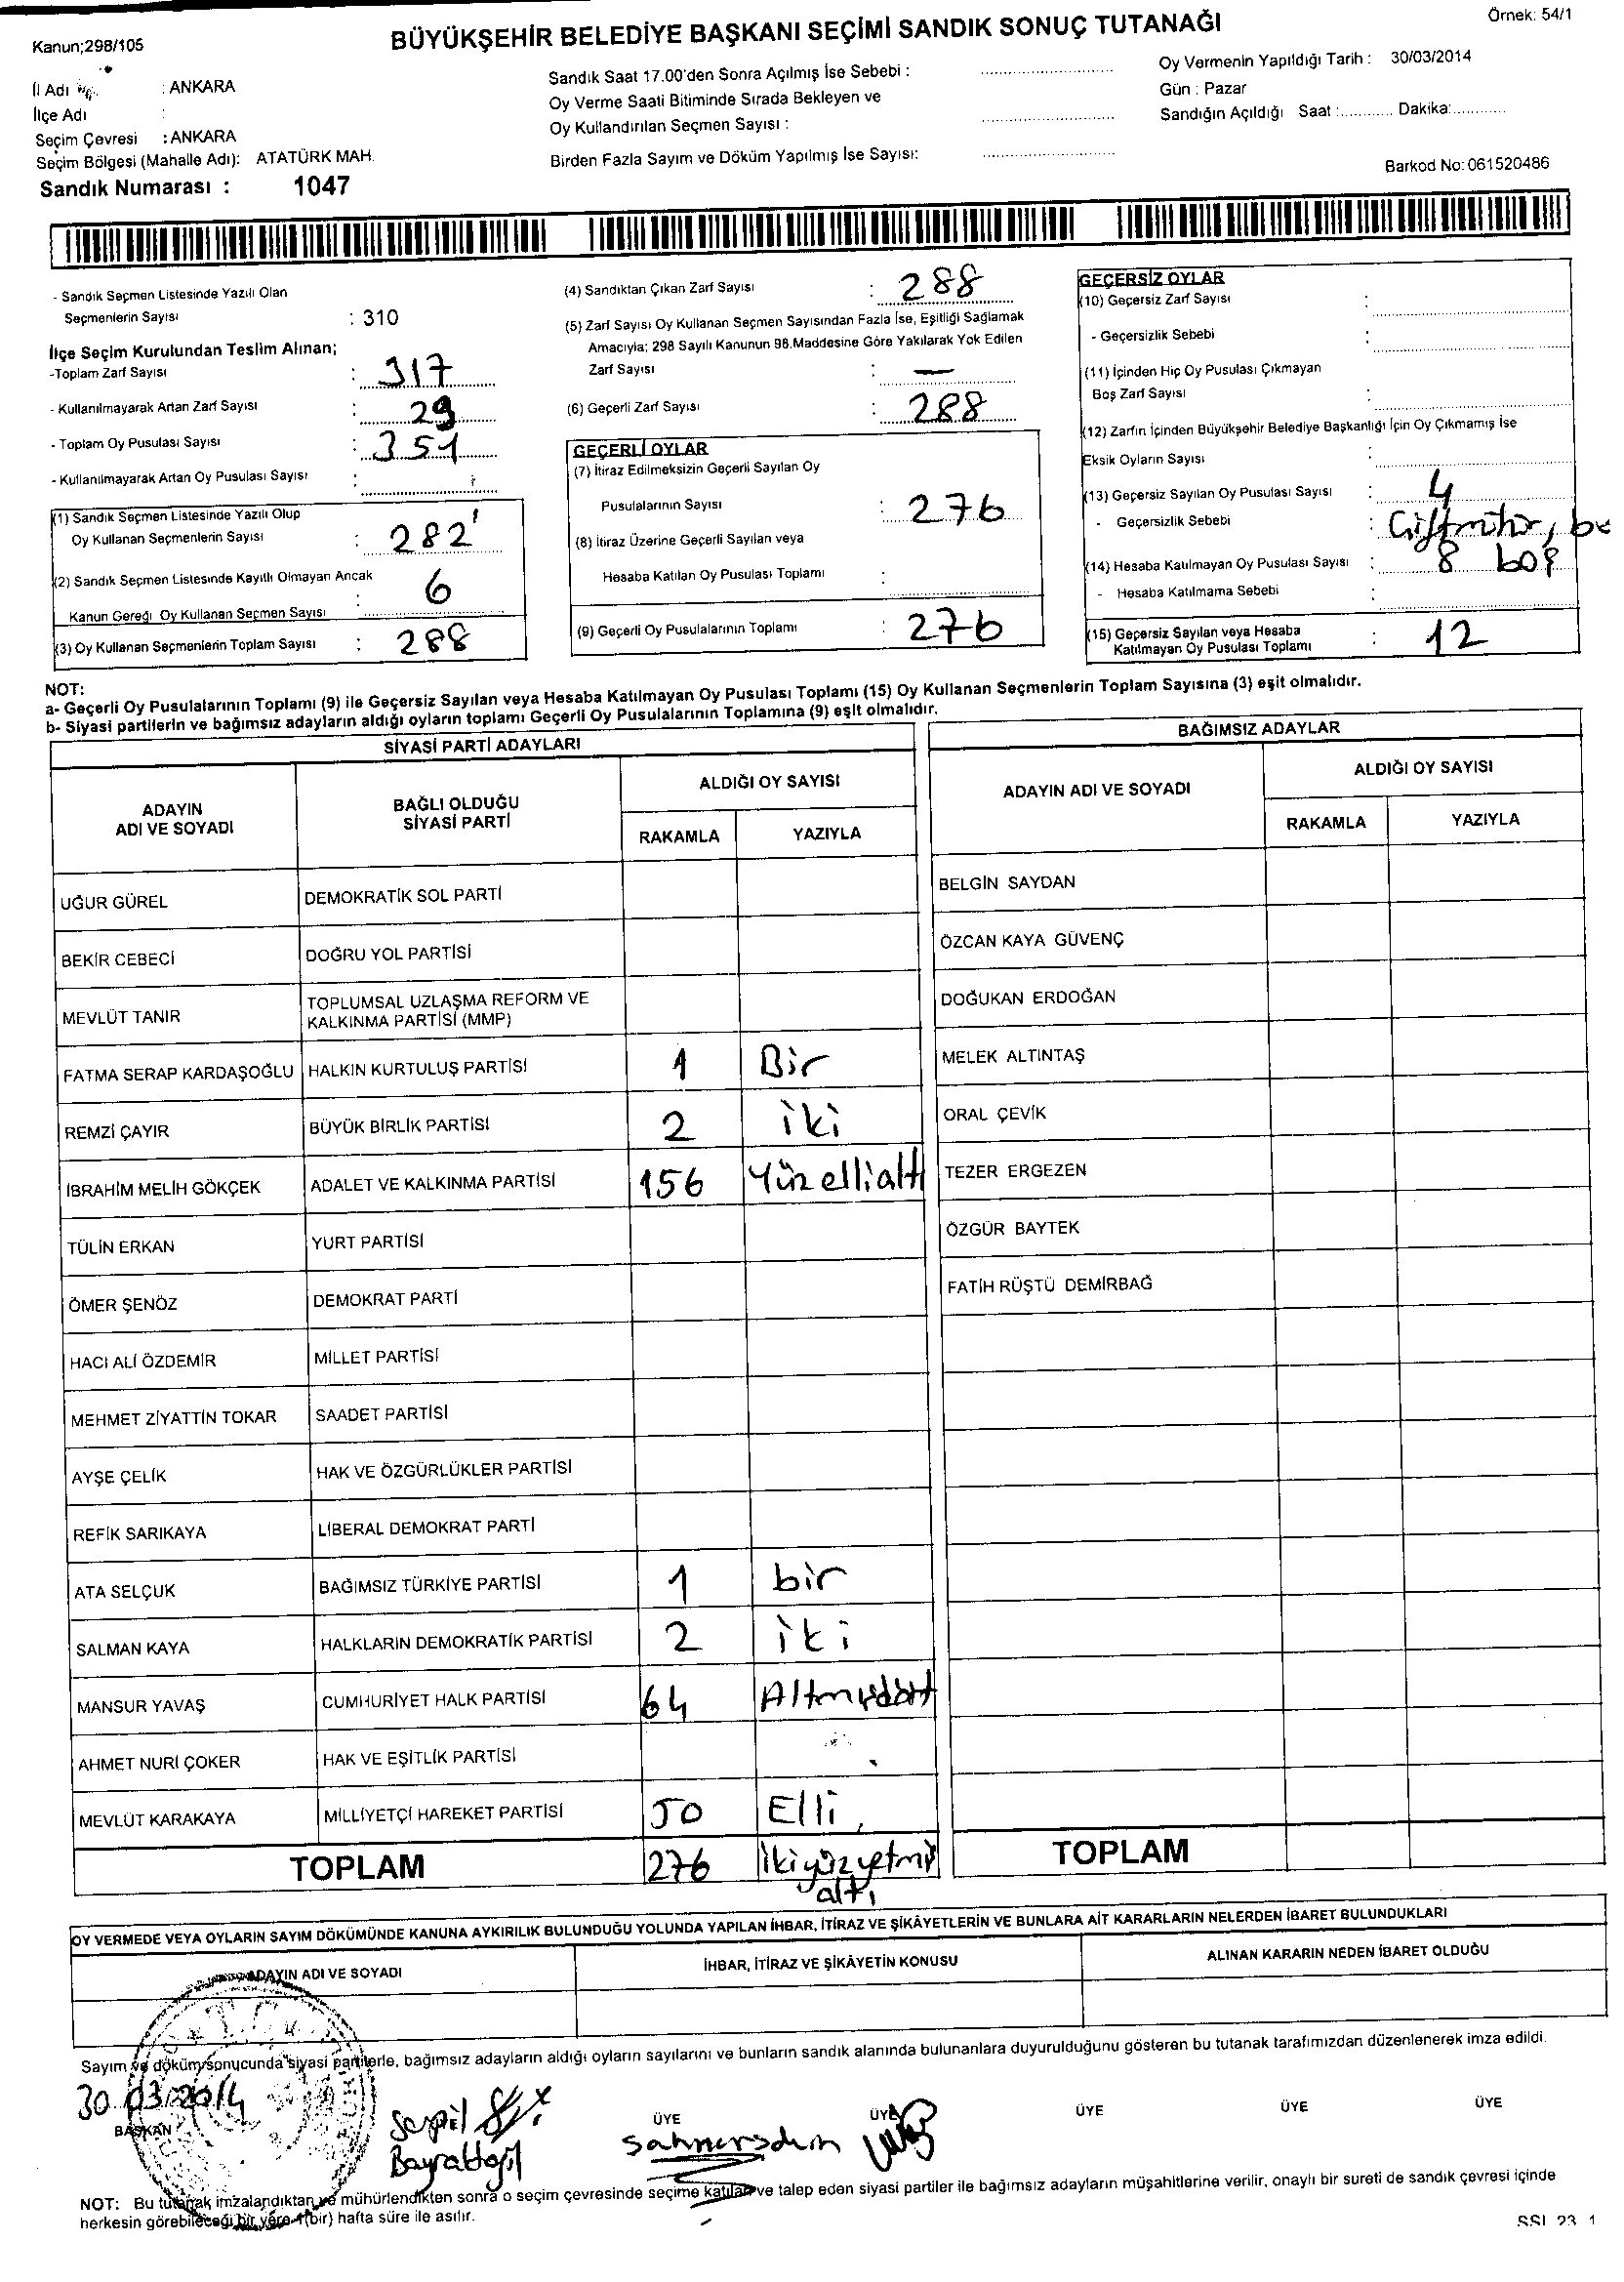 Örnek: 54/1
Kanun;298/105
BÜYÜKŞEHİR BELEDİYE BAŞKANI SEÇİMİ SANDIK SONUÇ TUTANAĞI
İl Adı : ANKARA
İlçe Adı :
Seçim Çevresi : ANKARA
Seçim Bölgesi (Mahalle Adı): ATATÜRK MAH.
Sandık Numarası : 1047
Sandık Saat 17.00'den Sonra Açılmış İse Sebebi :
Oy Verme Saati Bitiminde Sırada Bekleyen ve
Oy Kullandırılan Seçmen Sayısı :
Birden Fazla Sayım ve Döküm Yapılmış İse Sayısı:
Oy Vermenin Yapıldığı Tarih : 30/03/2014
Gün : Pazar
Sandığın Açıldığı Saat :............ Dakika:............
Barkod No: 061520486
- Sandık Seçmen Listesinde Yazılı Olan
Seçmenlerin Sayısı : 310
İlçe Seçim Kurulundan Teslim Alınan;
-Toplam Zarf Sayısı : 317
- Kullanılmayarak Artan Zarf Sayısı : 29
- Toplam Oy Pusulası Sayısı : 351
- Kullanılmayarak Artan Oy Pusulası Sayısı :
(1) Sandık Seçmen Listesinde Yazılı Olup
Oy Kullanan Seçmenlerin Sayısı : 282
(2) Sandık Seçmen Listesinde Kayıtlı Olmayan Ancak
Kanun Gereği Oy Kullanan Seçmen Sayısı : 6
(3) Oy Kullanan Seçmenlerin Toplam Sayısı : 288
(4) Sandıktan Çıkan Zarf Sayısı : 288
(5) Zarf Sayısı Oy Kullanan Seçmen Sayısından Fazla İse, Eşitliği Sağlamak
Amacıyla; 298 Sayılı Kanunun 98.Maddesine Göre Yakılarak Yok Edilen
Zarf Sayısı : —
(6) Geçerli Zarf Sayısı : 288
GEÇERLİ OYLAR
(7) İtiraz Edilmeksizin Geçerli Sayılan Oy
Pusulalarının Sayısı : 276
(8) İtiraz Üzerine Geçerli Sayılan veya
Hesaba Katılan Oy Pusulası Toplamı :
(9) Geçerli Oy Pusulalarının Toplamı : 276
GEÇERSİZ OYLAR
(10) Geçersiz Zarf Sayısı :
- Geçersizlik Sebebi :
(11) İçinden Hiç Oy Pusulası Çıkmayan
Boş Zarf Sayısı :
(12) Zarfın İçinden Büyükşehir Belediye Başkanlığı İçin Oy Çıkmamış İse
Eksik Oyların Sayısı :
(13) Geçersiz Sayılan Oy Pusulası Sayısı : 4
- Geçersizlik Sebebi :
(14) Hesaba Katılmayan Oy Pusulası Sayısı : 8 boş
- Hesaba Katılmama Sebebi :
(15) Geçersiz Sayılan veya Hesaba
Katılmayan Oy Pusulası Toplamı : 12
NOT:
a- Geçerli Oy Pusulalarının Toplamı (9) ile Geçersiz Sayılan veya Hesaba Katılmayan Oy Pusulası Toplamı (15) Oy Kullanan Seçmenlerin Toplam Sayısına (3) eşit olmalıdır.
b- Siyasi partilerin ve bağımsız adayların aldığı oyların toplamı Geçerli Oy Pusulalarının Toplamına (9) eşit olmalıdır.
SİYASİ PARTİ ADAYLARI
ADAYIN ADI VE SOYADI
BAĞLI OLDUĞU SİYASİ PARTİ
ALDIĞI OY SAYISI
RAKAMLA YAZIYLA
UĞUR GÜREL DEMOKRATİK SOL PARTİ
BEKİR CEBECİ DOĞRU YOL PARTİSİ
MEVLÜT TANIR TOPLUMSAL UZLAŞMA REFORM VE
KALKINMA PARTİSİ (MMP)
FATMA SERAP KARDAŞOĞLU HALKIN KURTULUŞ PARTİSİ 1 Bir
REMZİ ÇAYIR BÜYÜK BİRLİK PARTİSİ 2 iki
İBRAHİM MELİH GÖKÇEK ADALET VE KALKINMA PARTİSİ 156 Yüzellialtı
TÜLİN ERKAN YURT PARTİSİ
ÖMER ŞENÖZ DEMOKRAT PARTİ
HACI ALİ ÖZDEMİR MİLLET PARTİSİ
MEHMET ZİYATTİN TOKAR SAADET PARTİSİ
AYŞE ÇELİK HAK VE ÖZGÜRLÜKLER PARTİSİ
REFİK SARIKAYA LİBERAL DEMOKRAT PARTİ
ATA SELÇUK BAĞIMSIZ TÜRKİYE PARTİSİ 1 bir
SALMAN KAYA HALKLARIN DEMOKRATİK PARTİSİ 2 iki
MANSUR YAVAŞ CUMHURİYET HALK PARTİSİ 64 Altmışdört
AHMET NURİ ÇOKER HAK VE EŞİTLİK PARTİSİ
MEVLÜT KARAKAYA MİLLİYETÇİ HAREKET PARTİSİ 50 Elli
TOPLAM 276 ikiyüzyetmiş
altı
BAĞIMSIZ ADAYLAR
ADAYIN ADI VE SOYADI
ALDIĞI OY SAYISI
RAKAMLA YAZIYLA
BELGİN SAYDAN
ÖZCAN KAYA GÜVENÇ
DOĞUKAN ERDOĞAN
MELEK ALTINTAŞ
ORAL ÇEVİK
TEZER ERGEZEN
ÖZGÜR BAYTEK
FATİH RÜŞTÜ DEMİRBAĞ
TOPLAM
OY VERMEDE VEYA OYLARIN SAYIM DÖKÜMÜNDE KANUNA AYKIRILIK BULUNDUĞU YOLUNDA YAPILAN İHBAR, İTİRAZ VE ŞİKÂYETLERİN VE BUNLARA AİT KARARLARIN NELERDEN İBARET BULUNDUKLARI
ADAYIN ADI VE SOYADI
İHBAR, İTİRAZ VE ŞİKÂYETİN KONUSU
ALINAN KARARIN NEDEN İBARET OLDUĞU
Sayım ve döküm sonucunda siyasi partilerle, bağımsız adayların aldığı oyların sayılarını ve bunların sandık alanında bulunanlara duyurulduğunu gösteren bu tutanak tarafımızdan düzenlenerek imza edildi.
30.03.2014
BAŞKAN ÜYE ÜYE ÜYE ÜYE ÜYE
NOT: Bu tutanak imzalandıktan ve mühürlendikten sonra o seçim çevresinde seçime katılan ve talep eden siyasi partiler ile bağımsız adayların müşahitlerine verilir, onaylı bir sureti de sandık çevresi içinde
herkesin görebileceği bir yere 1(bir) hafta süre ile asılır.